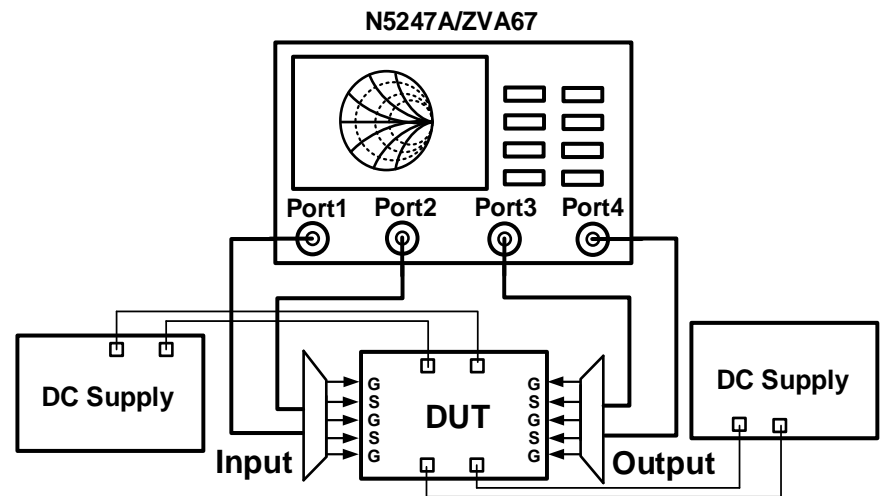 N5247A/ZVA67
Port1 Port2 Port3 Port4
DC Supply
G
S
G
S
G
DUT
G
S
G
S
G
DC Supply
Input
Output